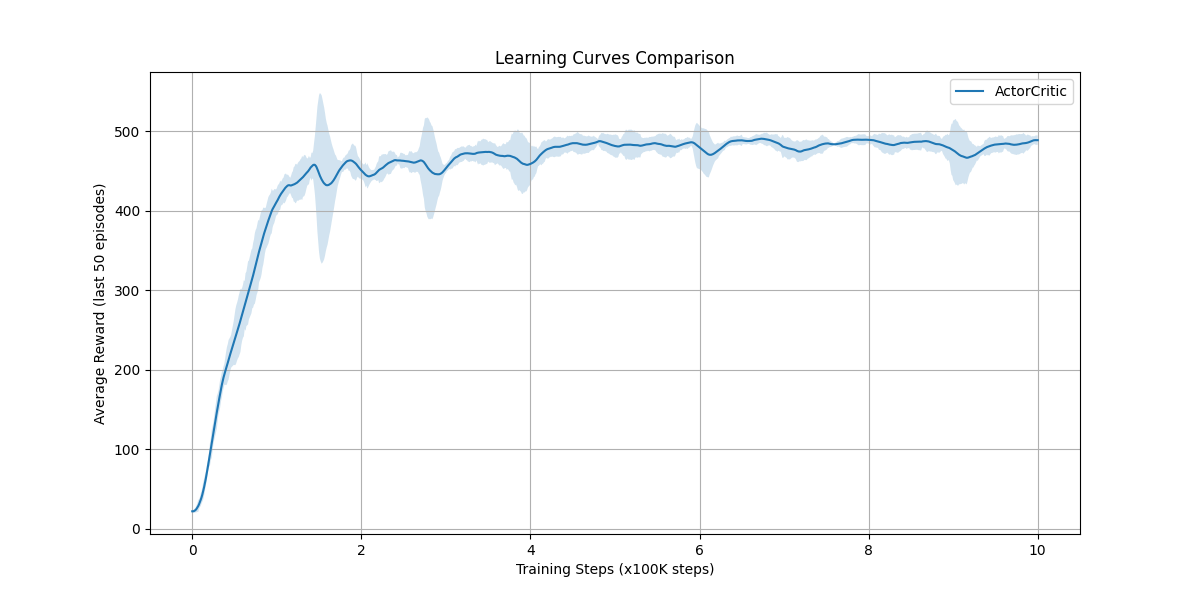 Learning Curves Comparison
ActorCritic
Average Reward (last 50 episodes)
500
400
300
200
100
0
0 2 4 6 8 10
Training Steps (x100K steps)